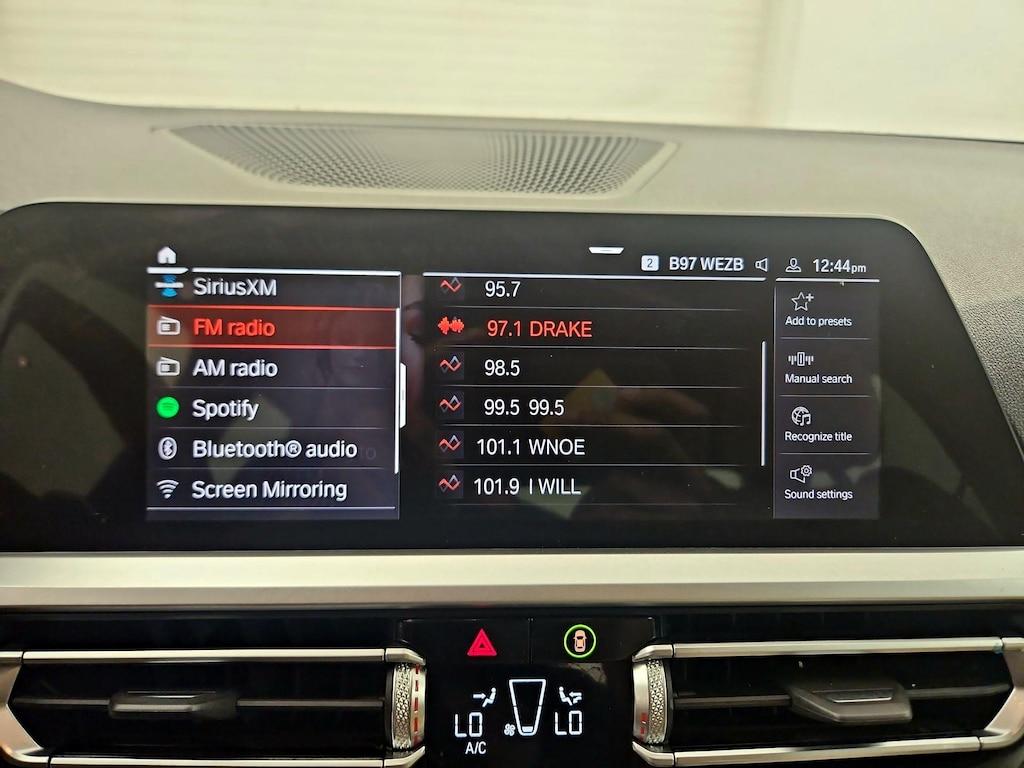 2 B97 WEZB 12:44pm
SiriusXM
FM radio
AM radio
Spotify
Bluetooth® audio
Screen Mirroring
95.7
97.1 DRAKE
98.5
99.5 99.5
101.1 WNOE
101.9 I WILL
Add to presets
Manual search
Recognize title
Sound settings
LO LO
A/C